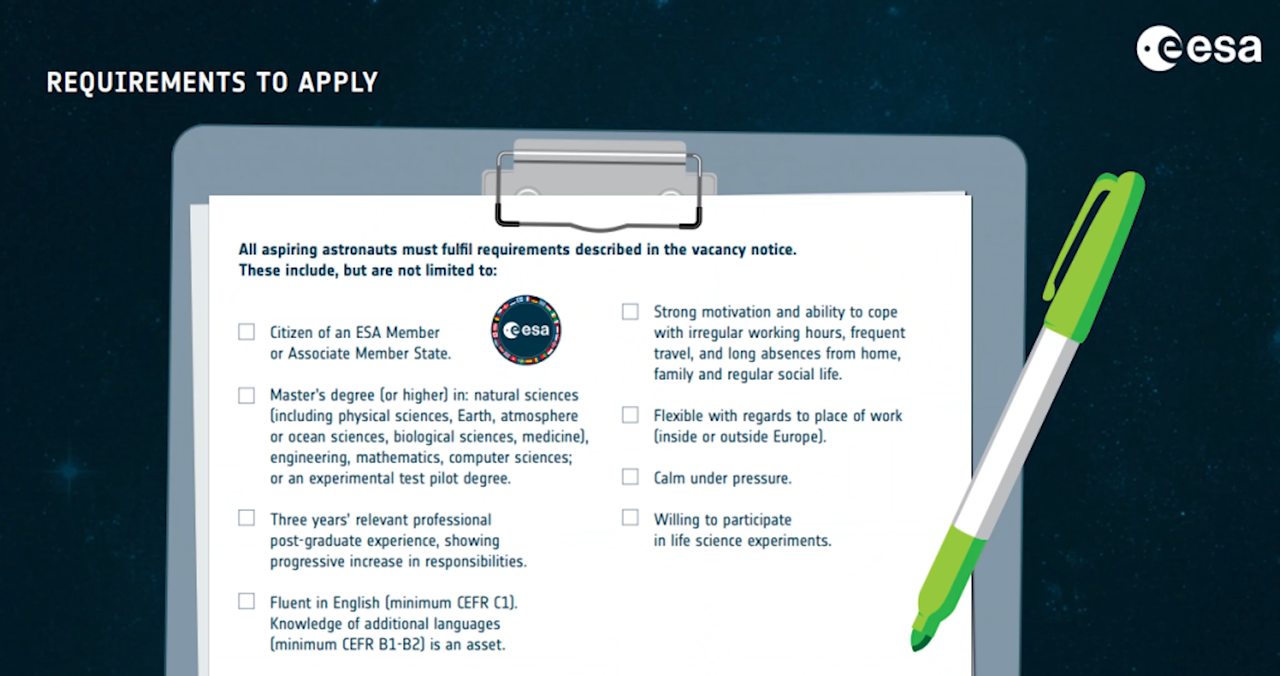 esa
REQUIREMENTS TO APPLY
All aspiring astronauts must fulfil requirements described in the vacancy notice.
These include, but are not limited to:
esa
Citizen of an ESA Member
or Associate Member State.
Master's degree (or higher) in: natural sciences
(including physical sciences, Earth, atmosphere
or ocean sciences, biological sciences, medicine),
engineering, mathematics, computer sciences;
or an experimental test pilot degree.
Three years' relevant professional
post-graduate experience, showing
progressive increase in responsibilities.
Fluent in English (minimum CEFR C1).
Knowledge of additional languages
(minimum CEFR B1-B2) is an asset.
Strong motivation and ability to cope
with irregular working hours, frequent
travel, and long absences from home,
family and regular social life.
Flexible with regards to place of work
(inside or outside Europe).
Calm under pressure.
Willing to participate
in life science experiments.